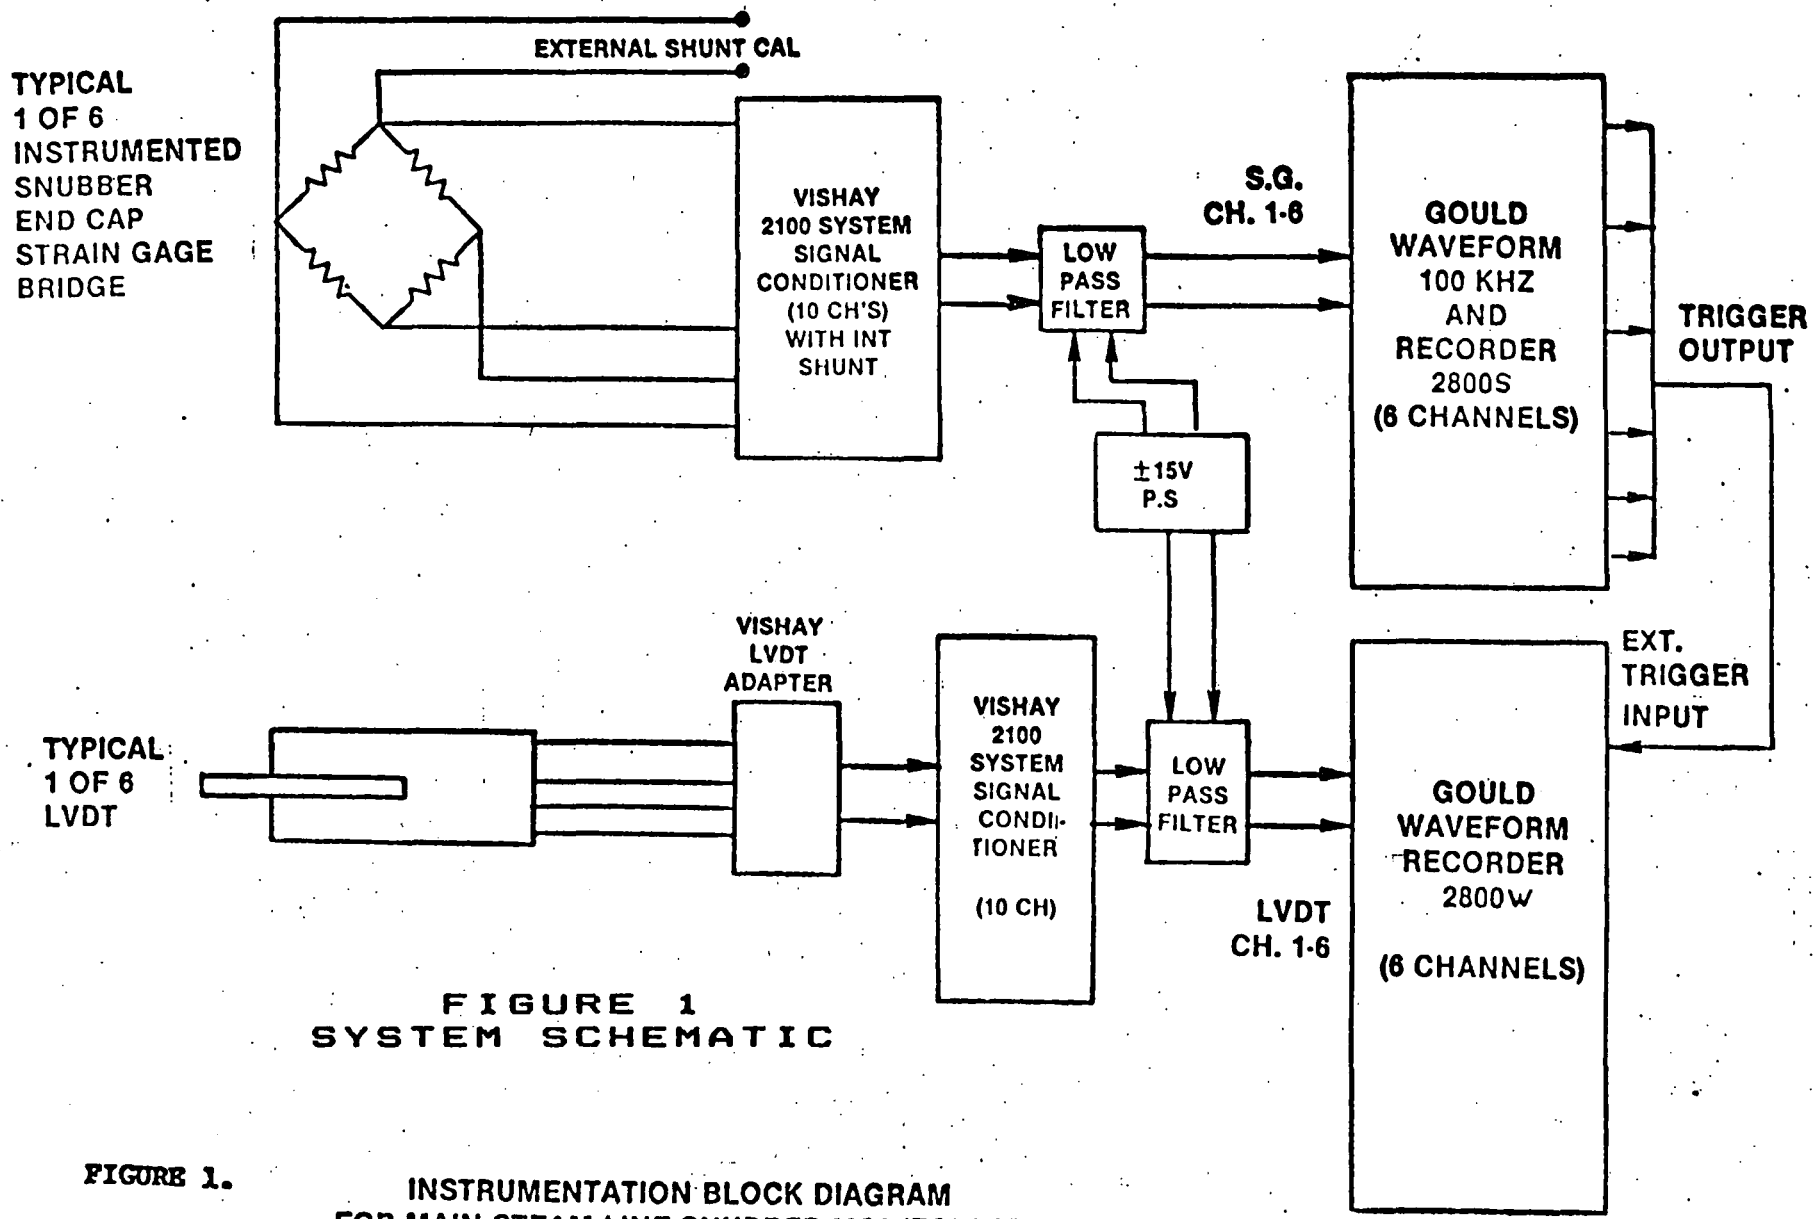 EXTERNAL SHUNT CAL
TYPICAL
1 OF 6
INSTRUMENTED
SNUBBER
END CAP
STRAIN GAGE
BRIDGE
VISHAY
2100 SYSTEM
SIGNAL
CONDITIONER
(10 CH'S)
WITH INT
SHUNT
S.G.
CH. 1-6
LOW
PASS
FILTER
GOULD
WAVEFORM
100 KHZ
AND
RECORDER
2800S
(6 CHANNELS)
TRIGGER
OUTPUT
±15V
P.S
VISHAY
LVDT
ADAPTER
TYPICAL
1 OF 6
LVDT
VISHAY
2100
SYSTEM
SIGNAL
CONDI-
TIONER
(10 CH)
LOW
PASS
FILTER
LVDT
CH. 1-6
EXT.
TRIGGER
INPUT
GOULD
WAVEFORM
RECORDER
2800W
(6 CHANNELS)
FIGURE 1
SYSTEM SCHEMATIC
FIGURE 1.
INSTRUMENTATION BLOCK DIAGRAM